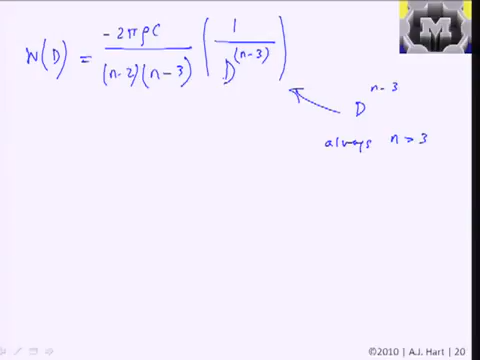 W(D) = -2πρC / (n-2)(n-3) ( 1 / D^(n-3) )
D^n-3
always n > 3
M
©2010 | A.J. Hart | 20